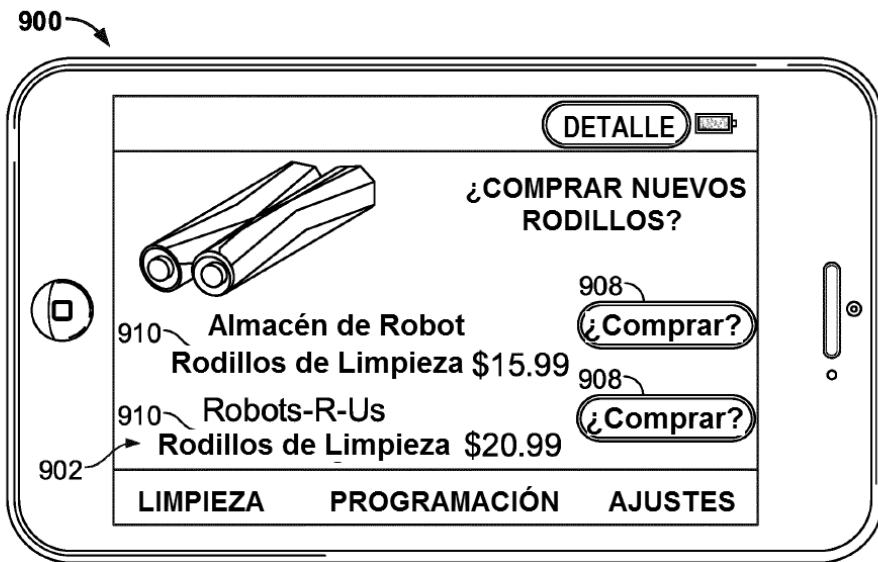 900
DETALLE
¿COMPRAR NUEVOS
RODILLOS?
908
910 Almacén de Robot ¿Comprar?
Rodillos de Limpieza $15.99
908
910 Robots-R-Us ¿Comprar?
Rodillos de Limpieza $20.99
902
LIMPIEZA PROGRAMACIÓN AJUSTES